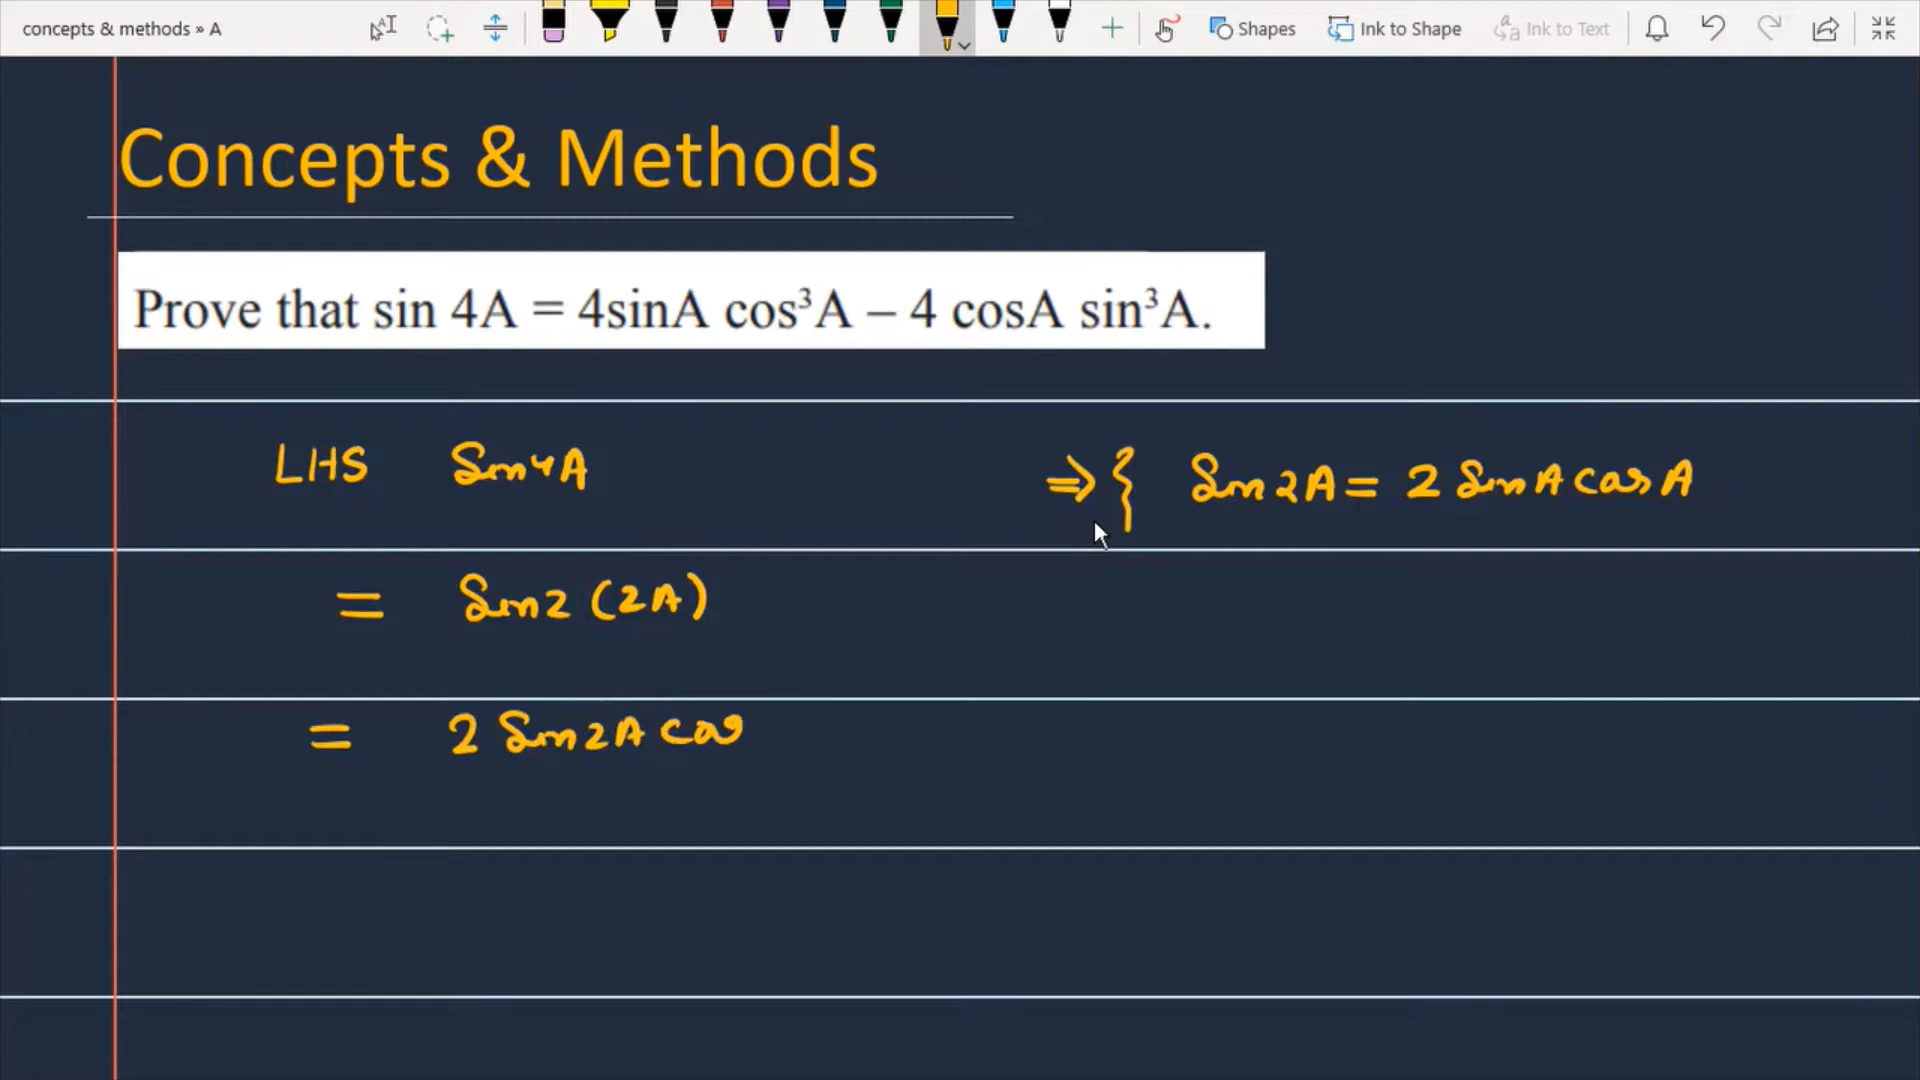 concepts & methods » A
Shapes
Ink to Shape
Ink to Text
Concepts & Methods
Prove that sin 4A = 4sinA cos³A – 4 cosA sin³A.
LHS Sin4A
⇒ { Sin2A = 2 SinA cosA
= Sin2 (2A)
= 2 Sin2A cos